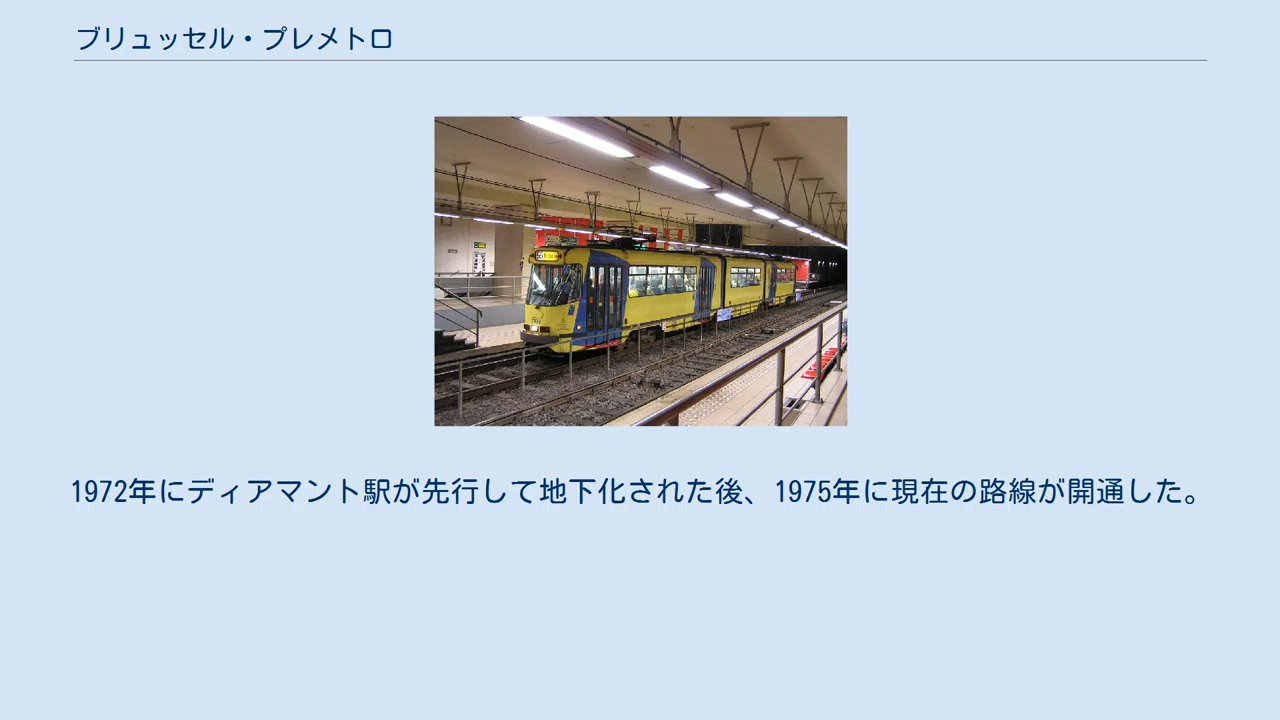 ブリュッセル・プレメトロ
1972年にディアマント駅が先行して地下化された後、1975年に現在の路線が開通した。